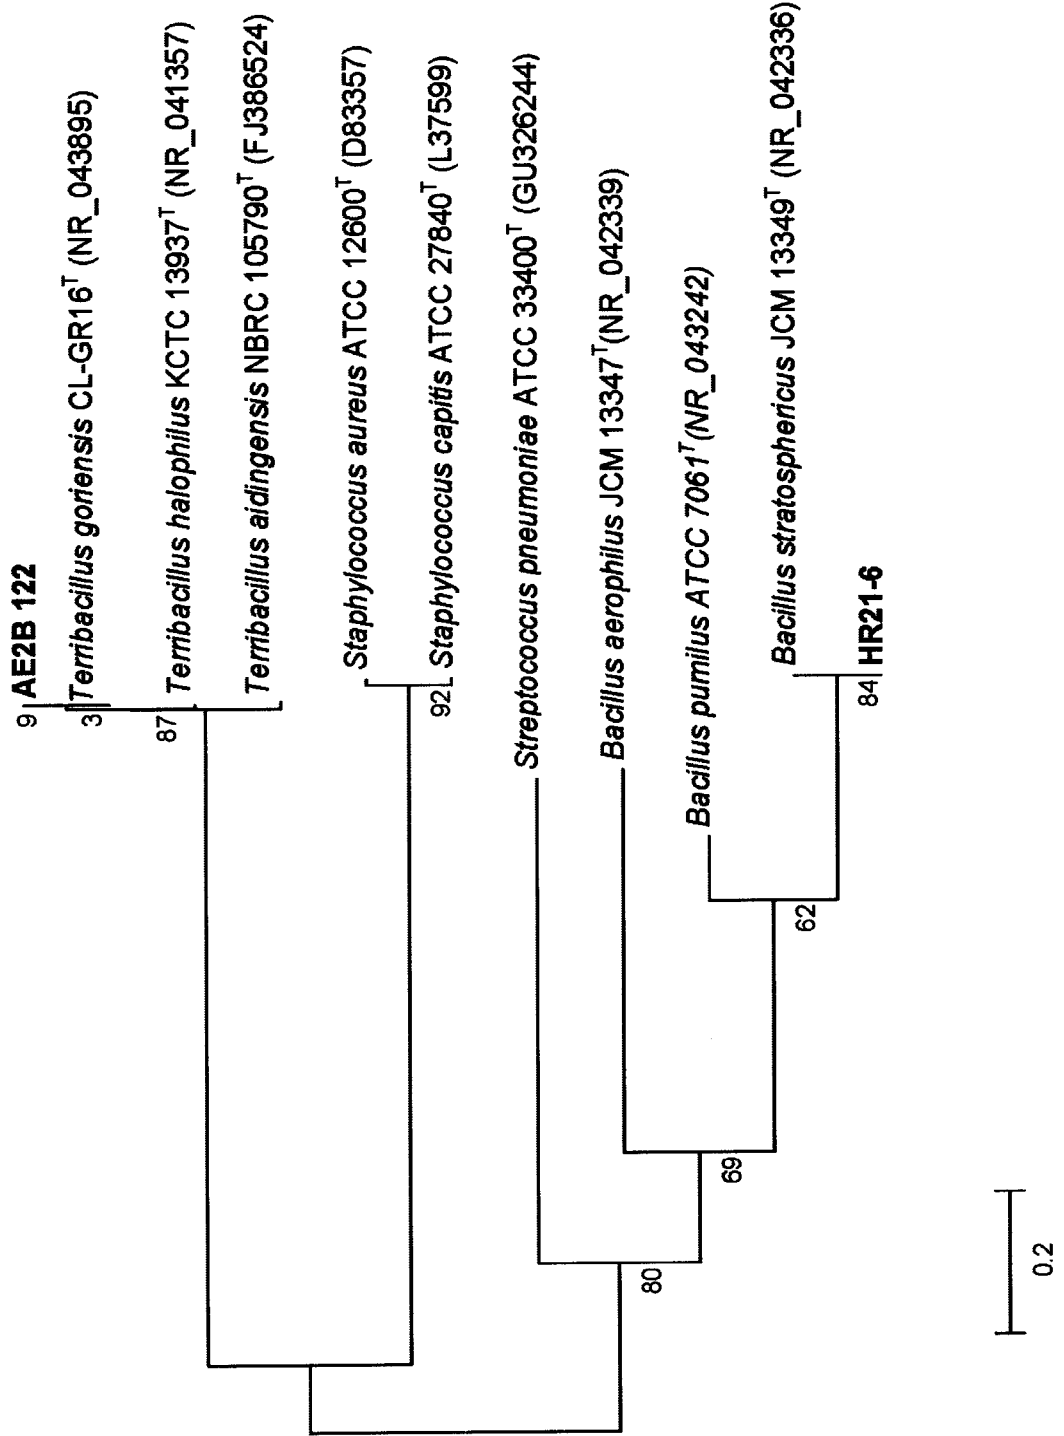 AE2B 122
9
Terribacillus goriensis CL-GR16ᵀ (NR_043895)
3
Terribacillus halophilus KCTC 13937ᵀ (NR_041357)
87
Terribacillus aidingensis NBRC 105790ᵀ (FJ386524)
Staphylococcus aureus ATCC 12600ᵀ (D83357)
Staphylococcus capitis ATCC 27840ᵀ (L37599)
92
Streptococcus pneumoniae ATCC 33400ᵀ (GU326244)
Bacillus aerophilus JCM 13347ᵀ(NR_042339)
80
Bacillus pumilus ATCC 7061ᵀ(NR_043242)
69
Bacillus stratosphericus JCM 13349ᵀ (NR_042336)
62
HR21-6
84
0.2